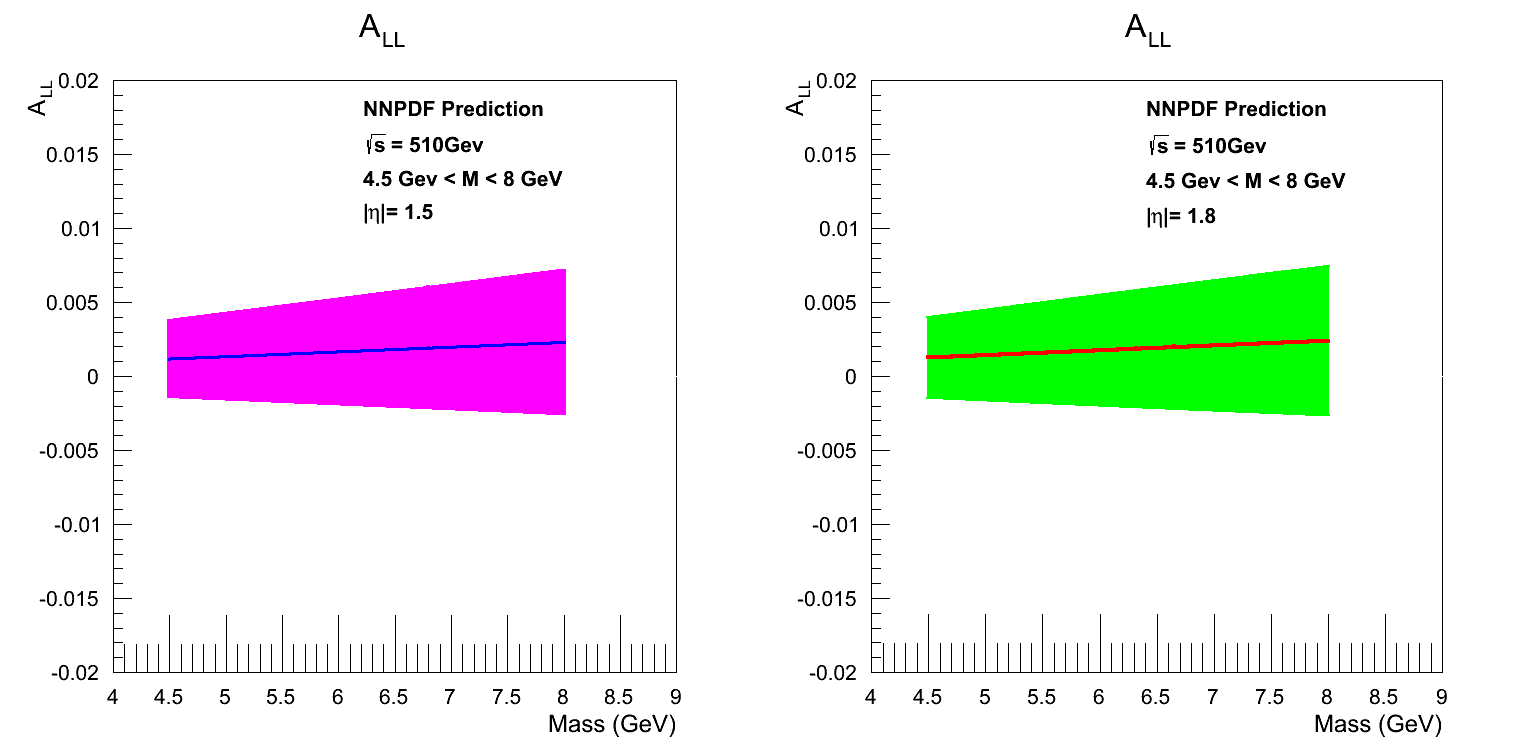 A_LL
A_LL
0.02
0.015
0.01
0.005
0
-0.005
-0.01
-0.015
-0.02
NNPDF Prediction
√s = 510Gev
4.5 Gev < M < 8 GeV
|η|= 1.5
4 4.5 5 5.5 6 6.5 7 7.5 8 8.5 9
Mass (GeV)
A_LL
A_LL
0.02
0.015
0.01
0.005
0
-0.005
-0.01
-0.015
-0.02
NNPDF Prediction
√s = 510Gev
4.5 Gev < M < 8 GeV
|η|= 1.8
4 4.5 5 5.5 6 6.5 7 7.5 8 8.5 9
Mass (GeV)